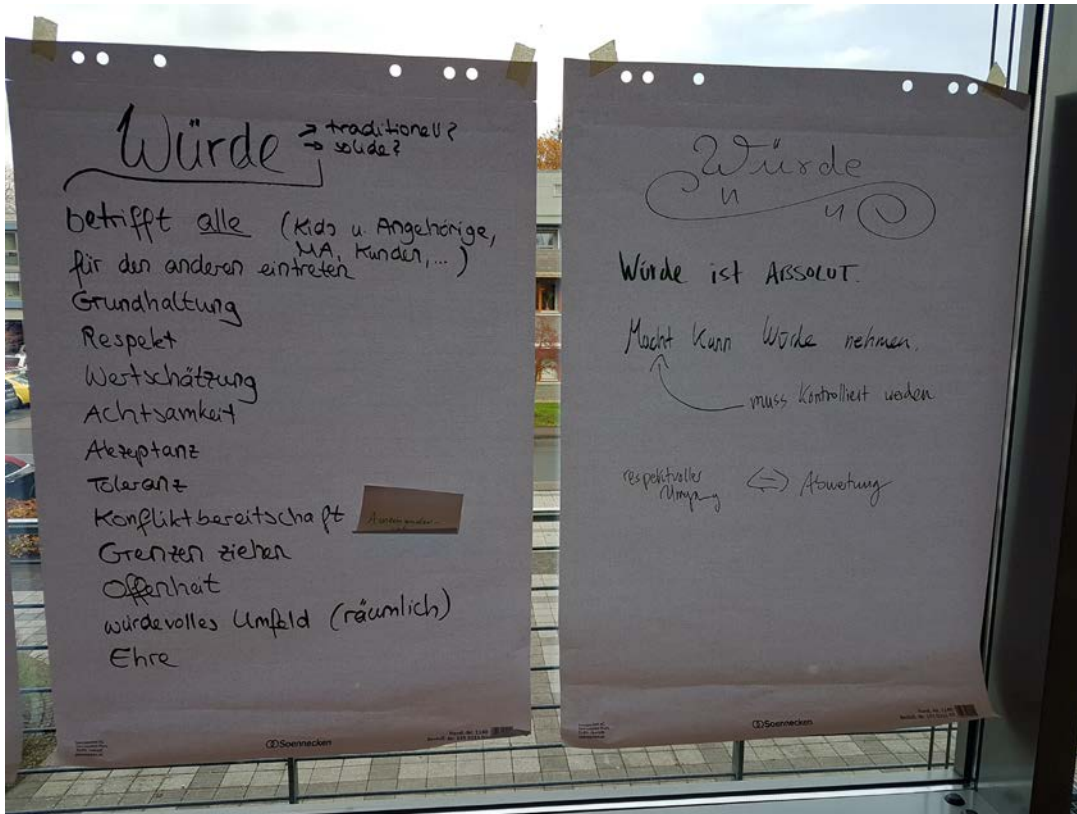 Würde → traditionell?
→ solide?
betrifft alle (Kids u. Angehörige,
MA, Kunden, ...)
für den anderen eintreten
Grundhaltung
Respekt
Wertschätzung
Achtsamkeit
Akzeptanz
Toleranz
Konfliktbereitschaft
Grenzen ziehen
Offenheit
würdevolles Umfeld (räumlich)
Ehre
Soennecken
Würde
Würde ist ABSOLUT.
Macht kann Würde nehmen.
muss kontrolliert werden
respektvoller
Umgang ⇔ Abwertung
Soennecken